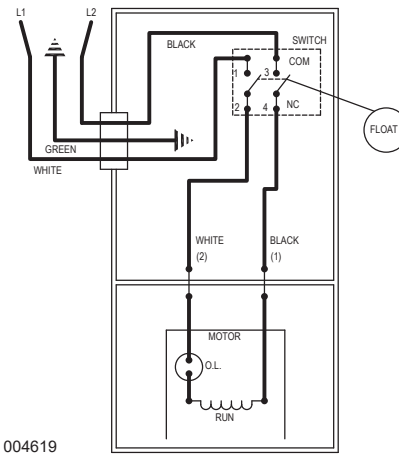 L1 L2
BLACK
SWITCH
COM
1 3
FLOAT
2 4 NC
GREEN
WHITE
WHITE BLACK
(2) (1)
MOTOR
O.L.
RUN
004619